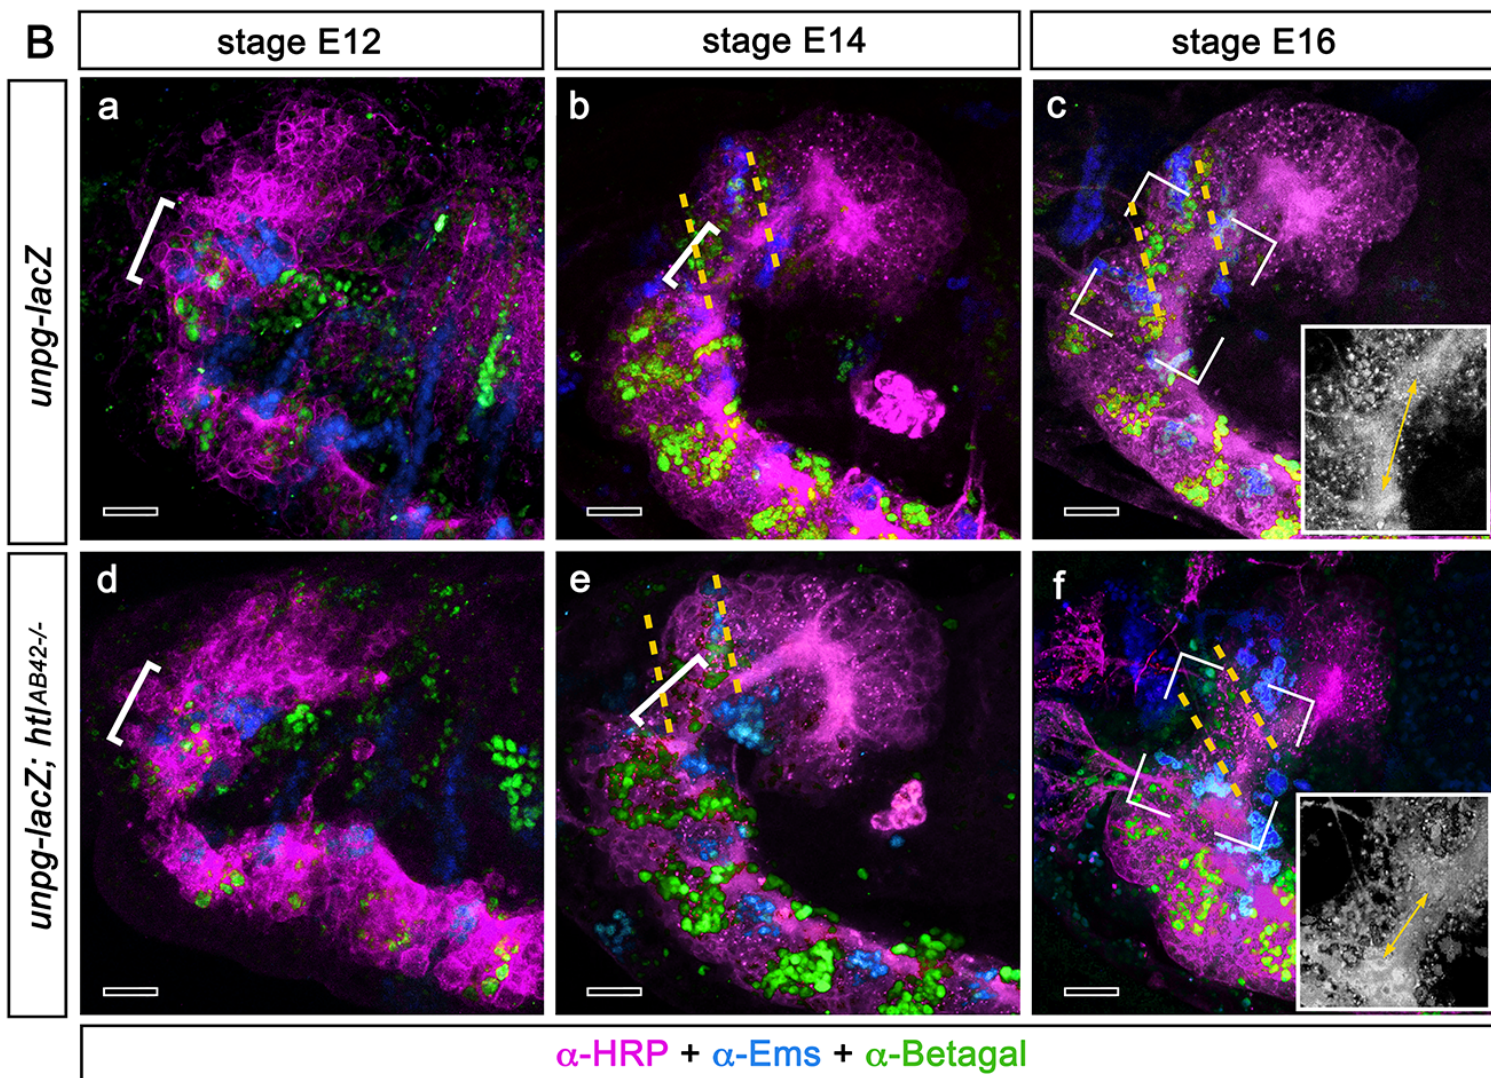 B
stage E12
stage E14
stage E16
unpg-lacZ
a
b
c
unpg-lacZ; htlAB42-/-
d
e
f
α-HRP + α-Ems + α-Betagal